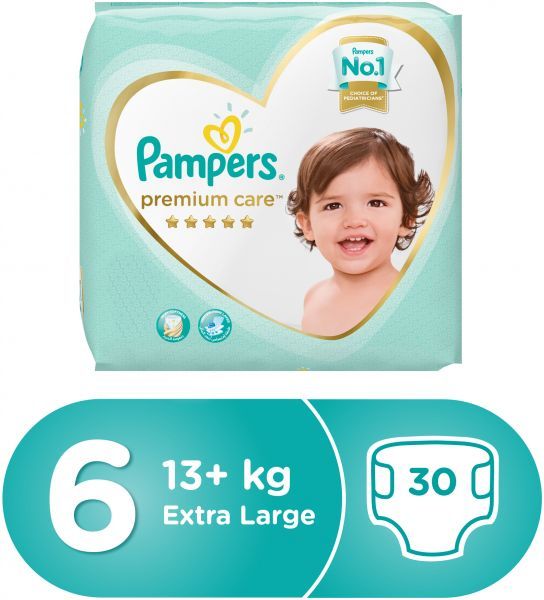 Pampers
No.1
CHOICE OF
PEDIATRICIANS*
Pampers®
premium care™
6
13+ kg
Extra Large
30